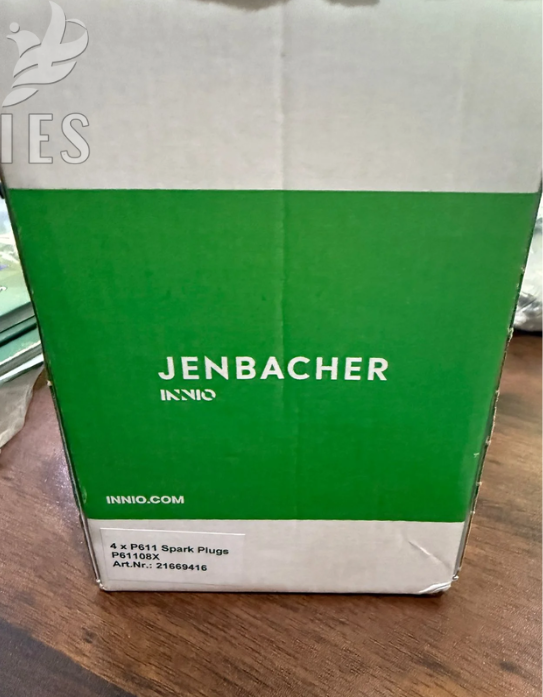 IES
JENBACHER
INNIO
INNIO.COM
4 x P611 Spark Plugs
P61108X
Art.Nr.: 21669416